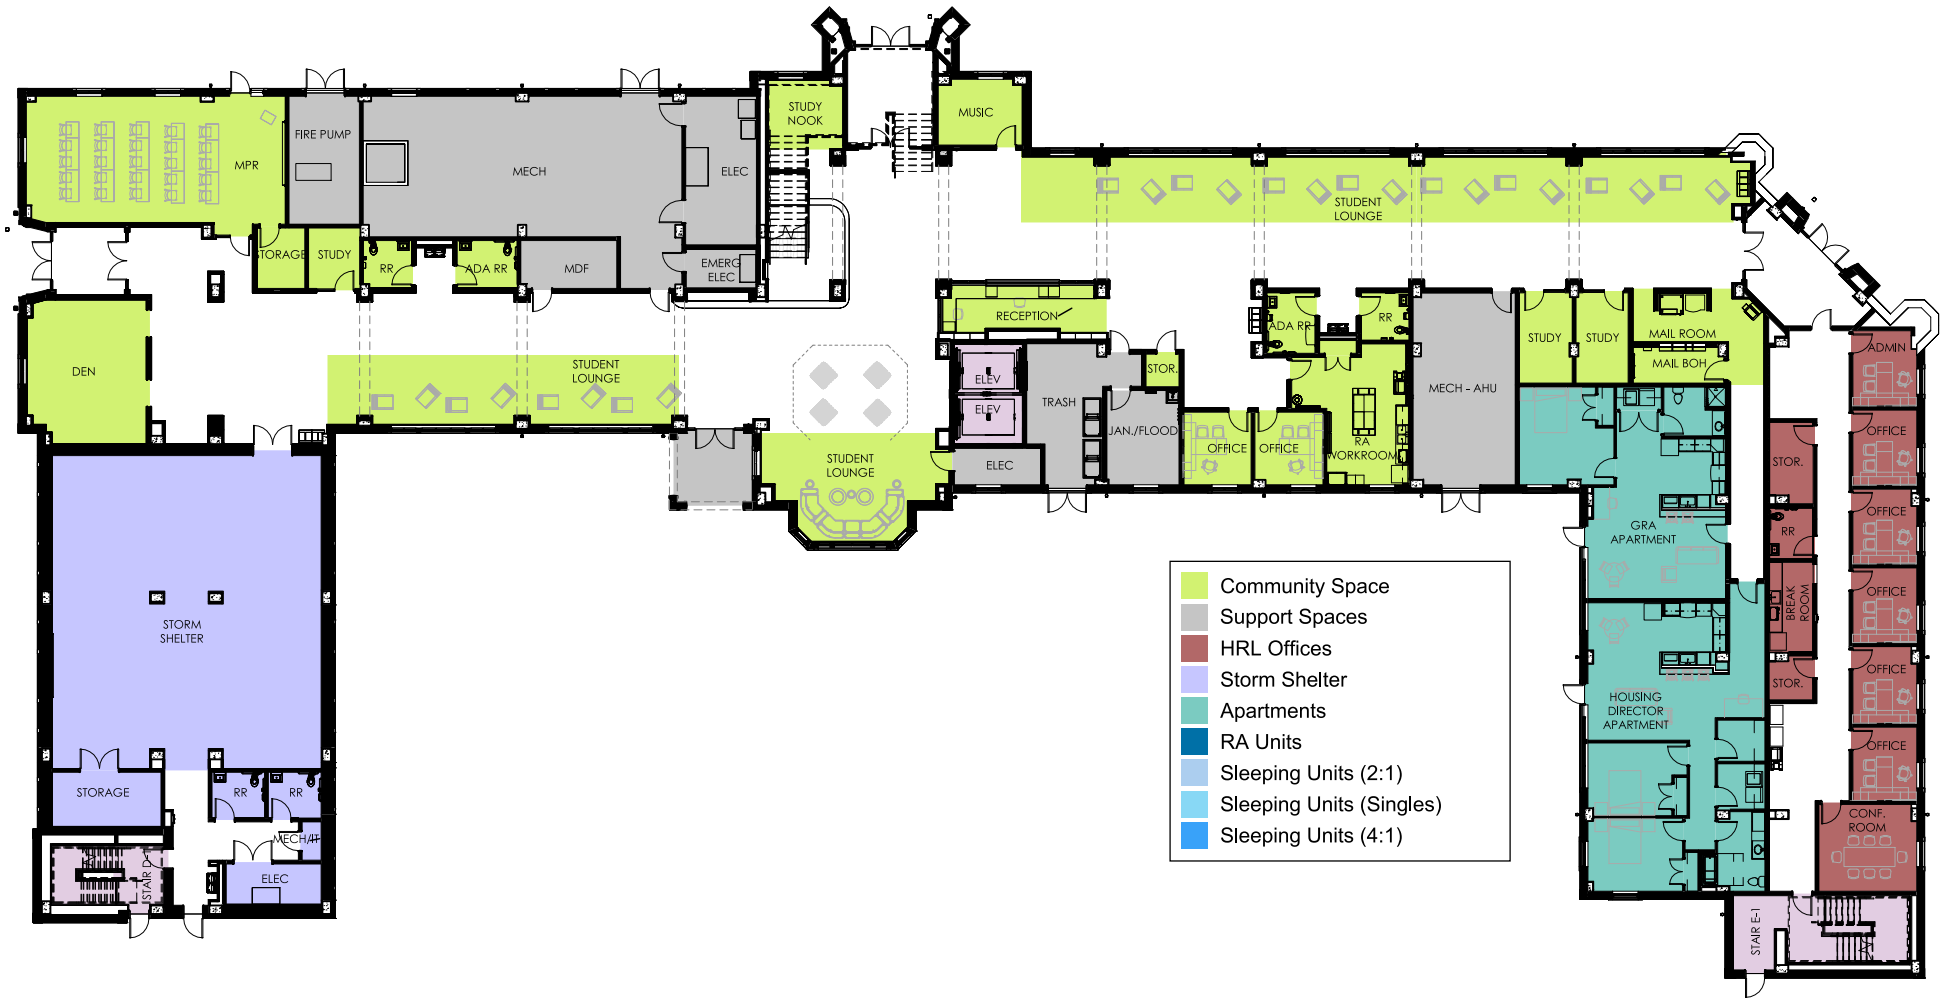 STUDY
NOOK
MUSIC
FIRE PUMP
MPR
MECH
ELEC
STUDENT
LOUNGE
STORAGE
STUDY
RR
ADA RR
MDF
EMERG
ELEC
RECEPTION
ADA RR
RR
STUDY
STUDY
MAIL ROOM
MAIL BOH
ADMIN
DEN
STUDENT
LOUNGE
ELEV
ELEV
TRASH
STOR.
MECH - AHU
JAN./FLOOD
OFFICE
OFFICE
RA
WORKROOM
STUDENT
LOUNGE
ELEC
OFFICE
STOR.
OFFICE
RR
GRA
APARTMENT
OFFICE
BREAK
ROOM
STORM
SHELTER
OFFICE
STOR.
HOUSING
DIRECTOR
APARTMENT
OFFICE
CONF.
ROOM
STORAGE
RR
RR
MECH/IT
STAIR D-1
ELEC
STAIR E-1
Community Space
Support Spaces
HRL Offices
Storm Shelter
Apartments
RA Units
Sleeping Units (2:1)
Sleeping Units (Singles)
Sleeping Units (4:1)